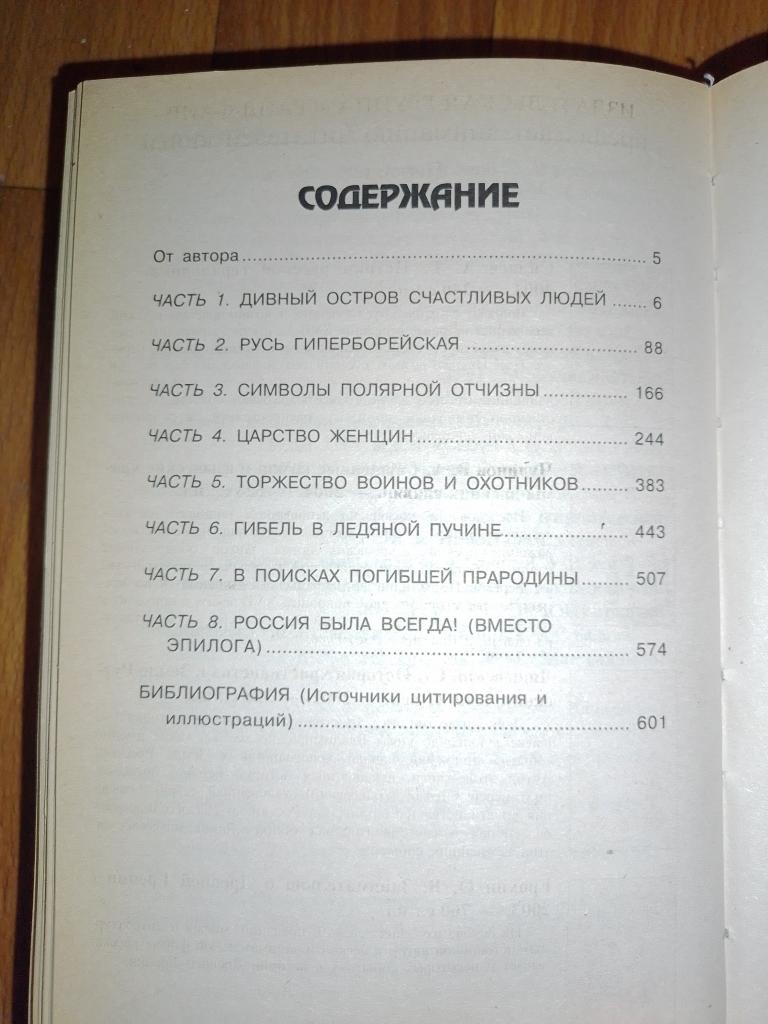 СОДЕРЖАНИЕ
От автора........................................................................ 5
ЧАСТЬ 1. ДИВНЫЙ ОСТРОВ СЧАСТЛИВЫХ ЛЮДЕЙ ...... 6
ЧАСТЬ 2. РУСЬ ГИПЕРБОРЕЙСКАЯ .............................. 88
ЧАСТЬ 3. СИМВОЛЫ ПОЛЯРНОЙ ОТЧИЗНЫ............... 166
ЧАСТЬ 4. ЦАРСТВО ЖЕНЩИН..................................... 244
ЧАСТЬ 5. ТОРЖЕСТВО ВОИНОВ И ОХОТНИКОВ........ 383
ЧАСТЬ 6. ГИБЕЛЬ В ЛЕДЯНОЙ ПУЧИНЕ....................... 443
ЧАСТЬ 7. В ПОИСКАХ ПОГИБШЕЙ ПРАРОДИНЫ........ 507
ЧАСТЬ 8. РОССИЯ БЫЛА ВСЕГДА! (ВМЕСТО
ЭПИЛОГА)............................................................... 574
БИБЛИОГРАФИЯ (Источники цитирования и
иллюстраций)........................................................... 601